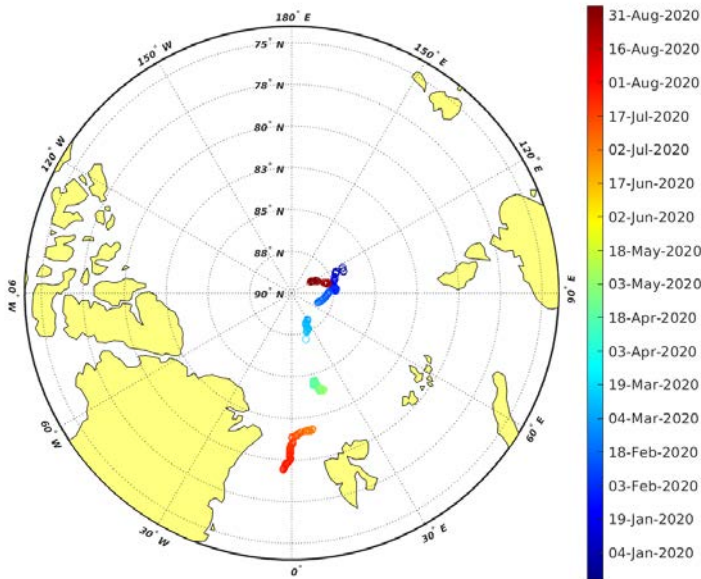 180° E
150° W
150° E
120° W
120° E
90° W
90° E
60° W
60° E
30° W
30° E
0°
75° N
78° N
80° N
83° N
85° N
88° N
90° N
31-Aug-2020
16-Aug-2020
01-Aug-2020
17-Jul-2020
02-Jul-2020
17-Jun-2020
02-Jun-2020
18-May-2020
03-May-2020
18-Apr-2020
03-Apr-2020
19-Mar-2020
04-Mar-2020
18-Feb-2020
03-Feb-2020
19-Jan-2020
04-Jan-2020